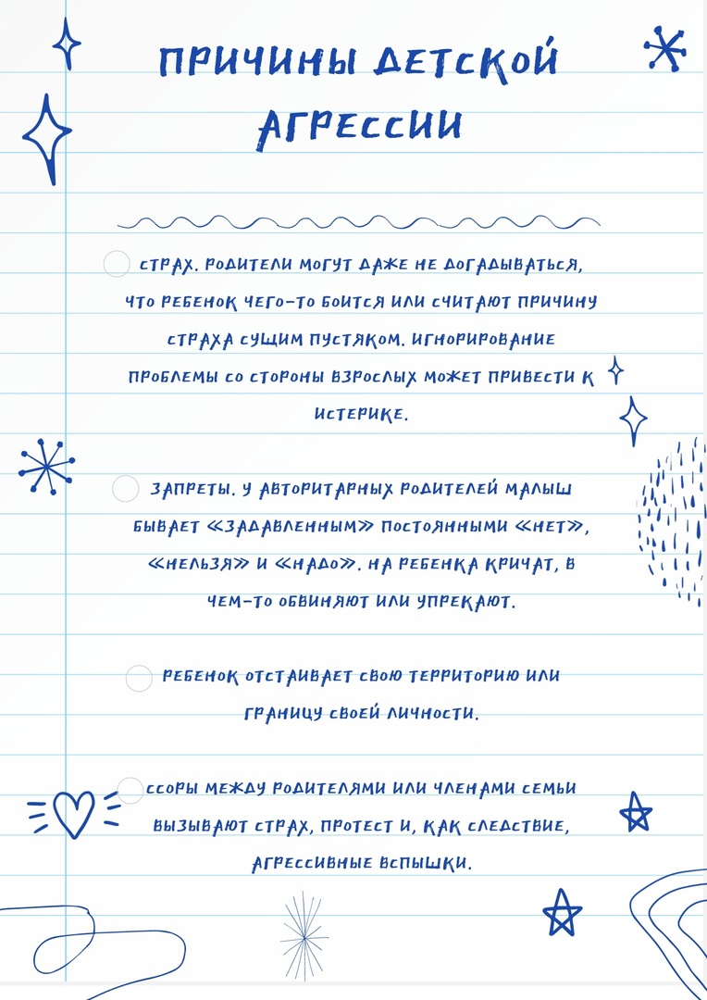 ПРИЧИНЫ ДЕТСКОЙ
АГРЕССИИ
СТРАХ. РОДИТЕЛИ МОГУТ ДАЖЕ НЕ ДОГАДЫВАТЬСЯ,
ЧТО РЕБЕНОК ЧЕГО-ТО БОИТСЯ ИЛИ СЧИТАЮТ ПРИЧИНУ
СТРАХА СУЩИМ ПУСТЯКОМ. ИГНОРИРОВАНИЕ
ПРОБЛЕМЫ СО СТОРОНЫ ВЗРОСЛЫХ МОЖЕТ ПРИВЕСТИ К
ИСТЕРИКЕ.
ЗАПРЕТЫ. У АВТОРИТАРНЫХ РОДИТЕЛЕЙ МАЛЫШ
БЫВАЕТ «ЗАДАВЛЕННЫМ» ПОСТОЯННЫМИ «НЕТ»,
«НЕЛЬЗЯ» И «НАДО». НА РЕБЕНКА КРИЧАТ, В
ЧЕМ-ТО ОБВИНЯЮТ ИЛИ УПРЕКАЮТ.
РЕБЕНОК ОТСТАИВАЕТ СВОЮ ТЕРРИТОРИЮ ИЛИ
ГРАНИЦУ СВОЕЙ ЛИЧНОСТИ.
ССОРЫ МЕЖДУ РОДИТЕЛЯМИ ИЛИ ЧЛЕНАМИ СЕМЬИ
ВЫЗЫВАЮТ СТРАХ, ПРОТЕСТ И, КАК СЛЕДСТВИЕ,
АГРЕССИВНЫЕ ВСПЫШКИ.